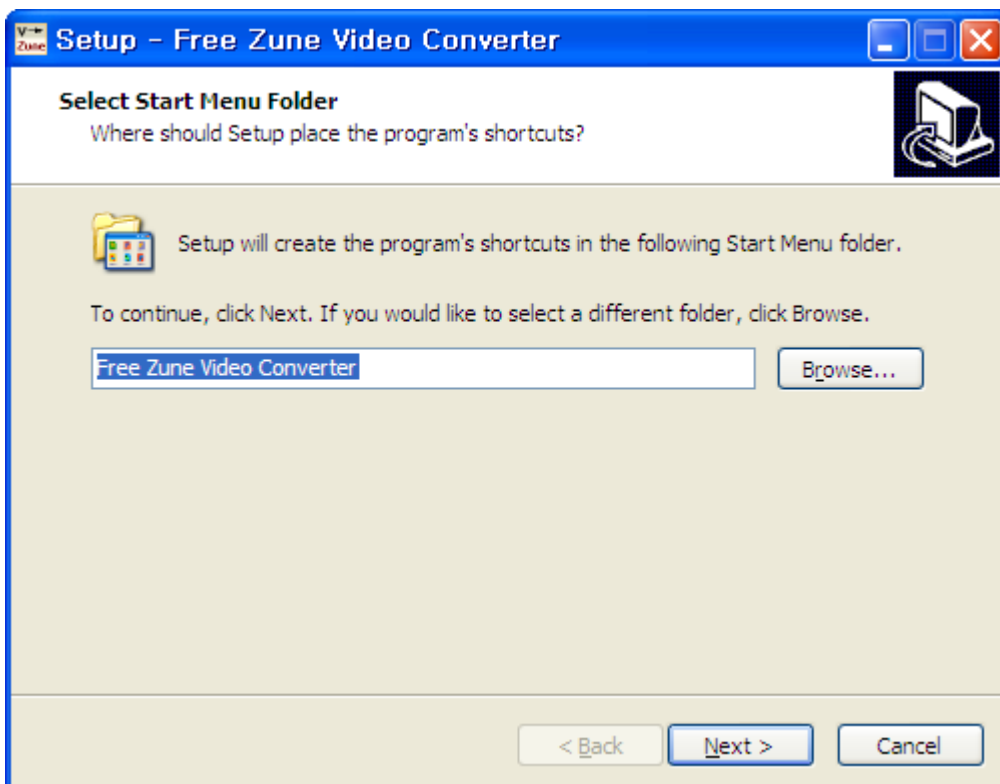 V→
Zune
Setup - Free Zune Video Converter
Select Start Menu Folder
Where should Setup place the program's shortcuts?
Setup will create the program's shortcuts in the following Start Menu folder.
To continue, click Next. If you would like to select a different folder, click Browse.
Free Zune Video Converter
Browse...
< Back
Next >
Cancel